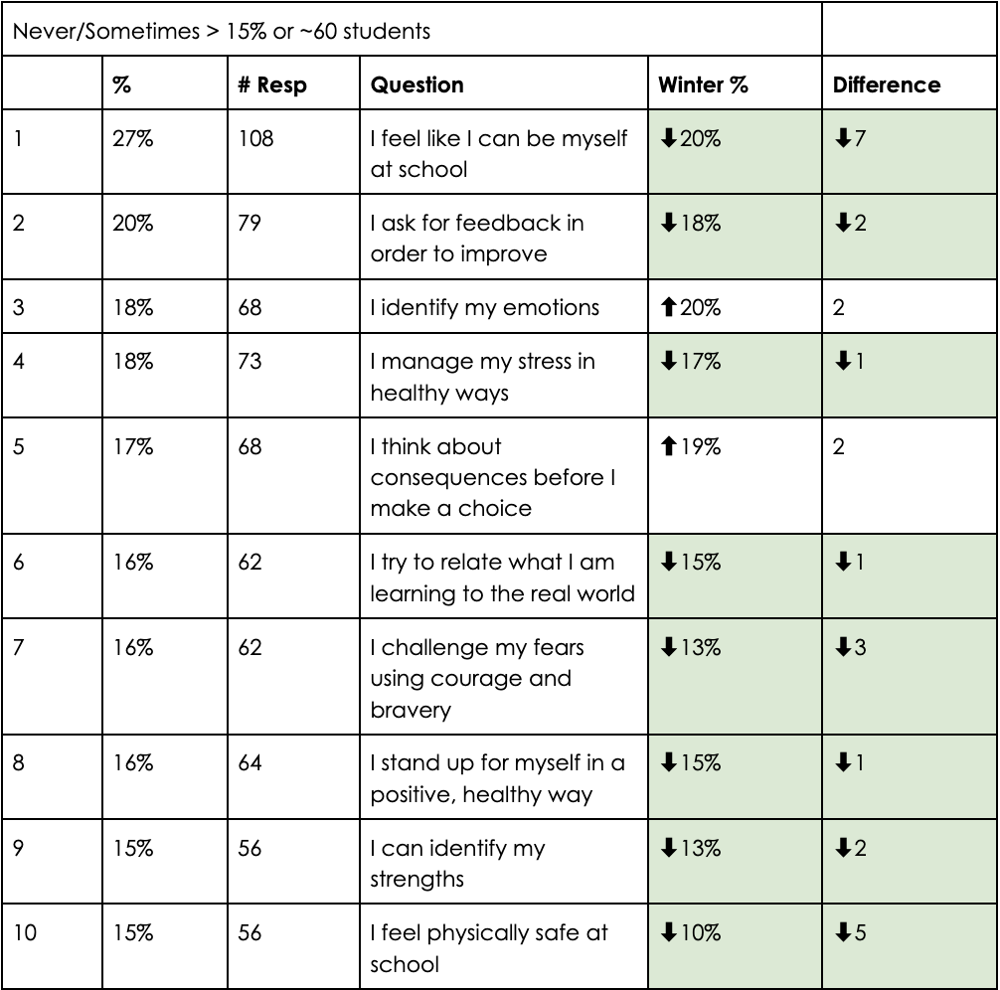 Never/Sometimes > 15% or ~60 students
% # Resp Question Winter % Difference
1 27% 108 I feel like I can be myself ⬇20% ⬇7
at school
2 20% 79 I ask for feedback in ⬇18% ⬇2
order to improve
3 18% 68 I identify my emotions ⬆20% 2
4 18% 73 I manage my stress in ⬇17% ⬇1
healthy ways
5 17% 68 I think about ⬆19% 2
consequences before I
make a choice
6 16% 62 I try to relate what I am ⬇15% ⬇1
learning to the real world
7 16% 62 I challenge my fears ⬇13% ⬇3
using courage and
bravery
8 16% 64 I stand up for myself in a ⬇15% ⬇1
positive, healthy way
9 15% 56 I can identify my ⬇13% ⬇2
strengths
10 15% 56 I feel physically safe at ⬇10% ⬇5
school